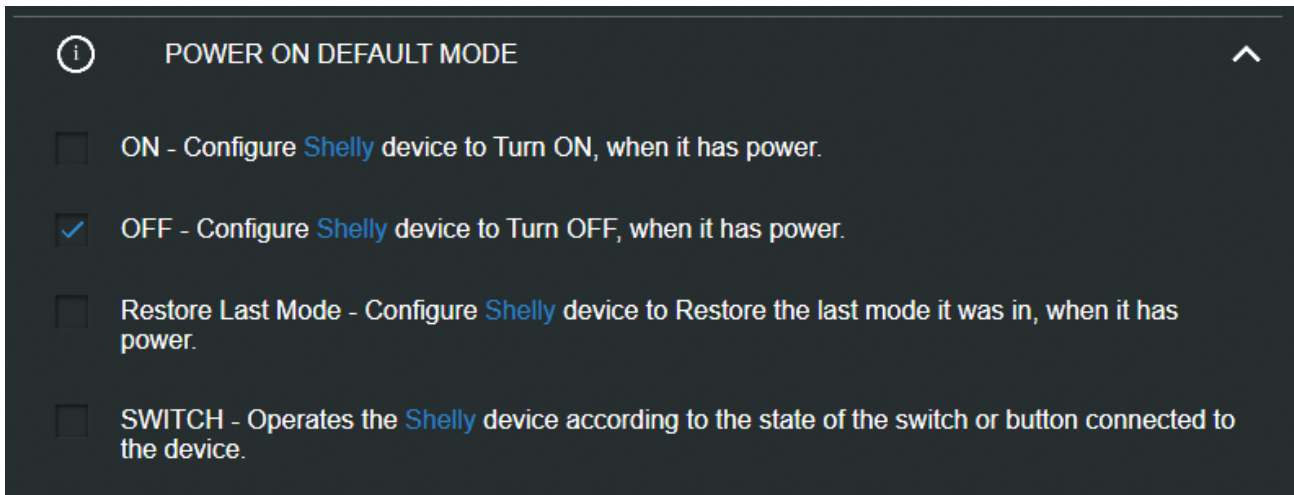 POWER ON DEFAULT MODE
ON - Configure Shelly device to Turn ON, when it has power.
OFF - Configure Shelly device to Turn OFF, when it has power.
Restore Last Mode - Configure Shelly device to Restore the last mode it was in, when it has
power.
SWITCH - Operates the Shelly device according to the state of the switch or button connected to
the device.